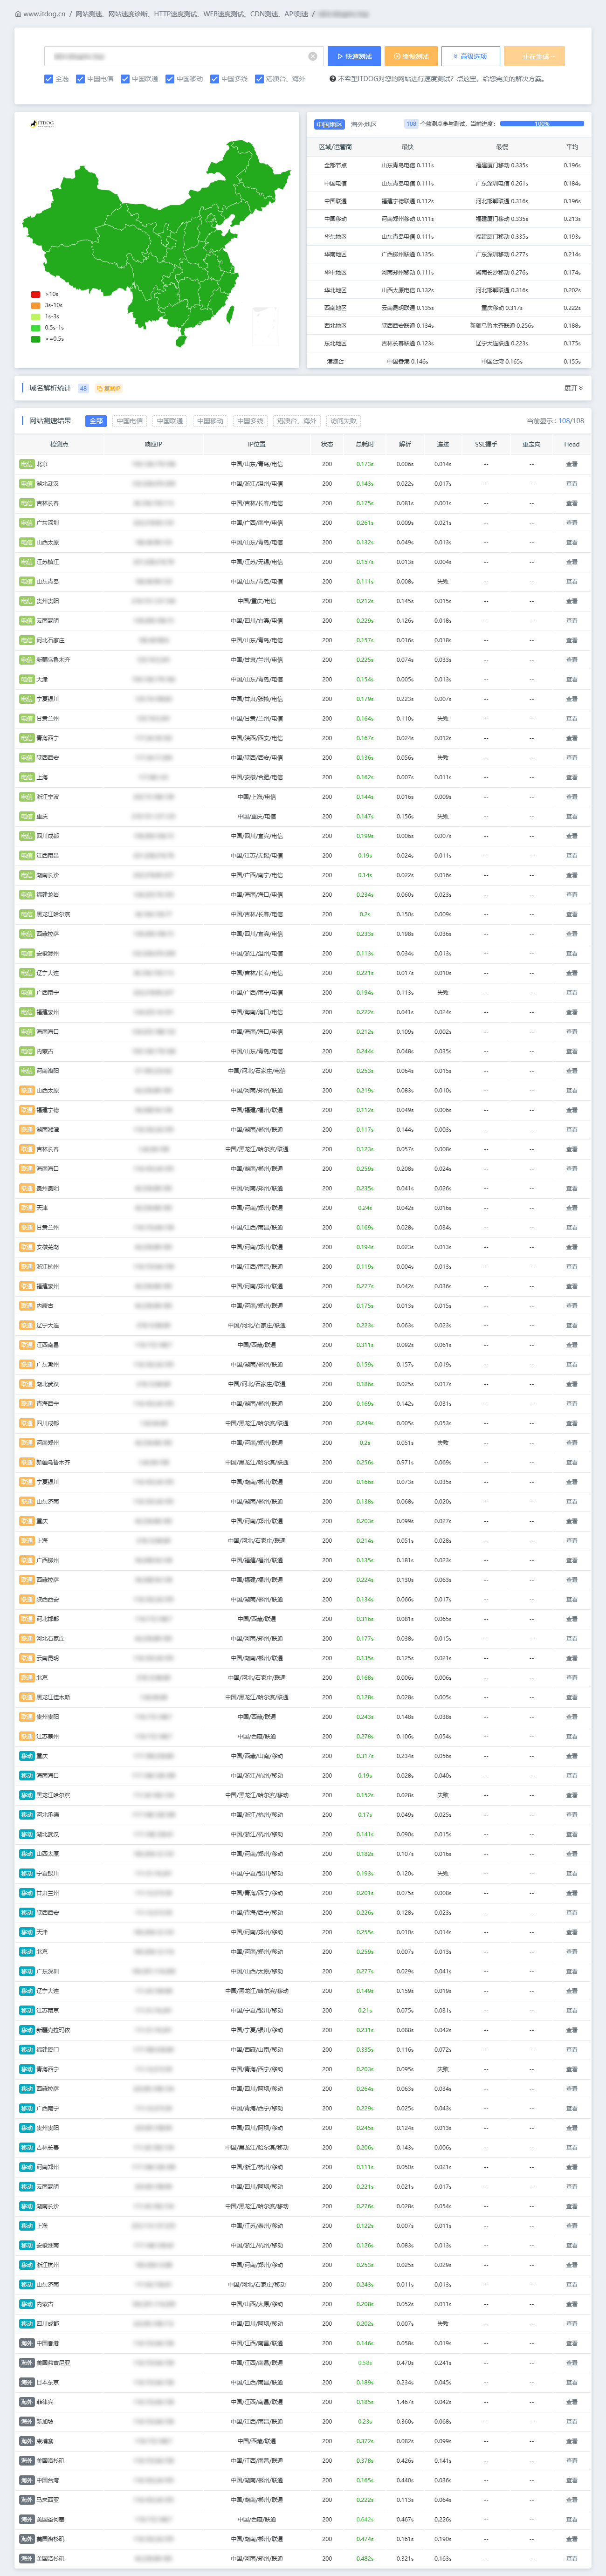 www.itdog.cn / 网站测速、网站速度诊断、HTTP速度测试、WEB速度测试、CDN测速、API测速 /
快速测试 缓慢测试 高级选项 正在生成
全选 中国电信 中国联通 中国移动 中国多线 港澳台、海外 不希望ITDOG对您的网站进行速度测试？点这里，给您完美的解决方案。
ITDOG
>10s
3s-10s
1s-3s
0.5s-1s
<=0.5s
中国地区 海外地区 108 个监测点参与测试，当前进度： 100%
区域/运营商 最快 最慢 平均
全部节点 山东青岛电信 0.111s 福建厦门移动 0.335s 0.196s
中国电信 山东青岛电信 0.111s 广东深圳电信 0.261s 0.184s
中国联通 福建宁德联通 0.112s 河北邯郸联通 0.316s 0.196s
中国移动 河南郑州移动 0.111s 福建厦门移动 0.335s 0.213s
华东地区 山东青岛电信 0.111s 福建厦门移动 0.335s 0.193s
华南地区 广西柳州联通 0.135s 广东深圳移动 0.277s 0.214s
华中地区 河南郑州移动 0.111s 湖南长沙移动 0.276s 0.174s
华北地区 山西太原电信 0.132s 河北邯郸联通 0.316s 0.202s
西南地区 云南昆明联通 0.135s 重庆移动 0.317s 0.222s
西北地区 陕西西安联通 0.134s 新疆乌鲁木齐联通 0.256s 0.188s
东北地区 吉林长春联通 0.123s 辽宁大连联通 0.223s 0.175s
港澳台 中国香港 0.146s 中国台湾 0.165s 0.155s
域名解析统计 48 复制IP 展开
网站测速结果 全部 中国电信 中国联通 中国移动 中国多线 港澳台、海外 访问失败 当前显示：108/108
检测点 响应IP IP位置 状态 总耗时 解析 连接 SSL握手 重定向 Head
电信 北京 中国/山东/青岛/电信 200 0.173s 0.006s 0.014s -- -- 查看
电信 湖北武汉 中国/浙江/温州/电信 200 0.143s 0.022s 0.017s -- -- 查看
电信 吉林长春 中国/吉林/长春/电信 200 0.175s 0.081s 0.001s -- -- 查看
电信 广东深圳 中国/广西/南宁/电信 200 0.261s 0.009s 0.021s -- -- 查看
电信 山西太原 中国/山东/青岛/电信 200 0.132s 0.049s 0.013s -- -- 查看
电信 江苏镇江 中国/江苏/无锡/电信 200 0.157s 0.013s 0.004s -- -- 查看
电信 山东青岛 中国/山东/青岛/电信 200 0.111s 0.008s 失败 -- -- 查看
电信 贵州贵阳 中国/重庆/电信 200 0.212s 0.145s 0.015s -- -- 查看
电信 云南昆明 中国/四川/宜宾/电信 200 0.229s 0.126s 0.018s -- -- 查看
电信 河北石家庄 中国/山东/青岛/电信 200 0.157s 0.016s 0.018s -- -- 查看
电信 新疆乌鲁木齐 中国/甘肃/兰州/电信 200 0.225s 0.074s 0.033s -- -- 查看
电信 天津 中国/山东/青岛/电信 200 0.154s 0.005s 0.013s -- -- 查看
电信 宁夏银川 中国/甘肃/张掖/电信 200 0.179s 0.223s 0.007s -- -- 查看
电信 甘肃兰州 中国/甘肃/兰州/电信 200 0.164s 0.110s 失败 -- -- 查看
电信 青海西宁 中国/陕西/西安/电信 200 0.167s 0.024s 0.012s -- -- 查看
电信 陕西西安 中国/陕西/西安/电信 200 0.136s 0.056s 失败 -- -- 查看
电信 上海 中国/安徽/合肥/电信 200 0.162s 0.007s 0.011s -- -- 查看
电信 浙江宁波 中国/上海/电信 200 0.144s 0.016s 0.009s -- -- 查看
电信 重庆 中国/重庆/电信 200 0.147s 0.156s 失败 -- -- 查看
电信 四川成都 中国/四川/宜宾/电信 200 0.199s 0.006s 0.007s -- -- 查看
电信 江西南昌 中国/江苏/无锡/电信 200 0.19s 0.024s 0.011s -- -- 查看
电信 湖南长沙 中国/广西/南宁/电信 200 0.14s 0.022s 0.016s -- -- 查看
电信 福建龙岩 中国/海南/海口/电信 200 0.234s 0.060s 0.023s -- -- 查看
电信 黑龙江哈尔滨 中国/吉林/长春/电信 200 0.2s 0.150s 0.009s -- -- 查看
电信 西藏拉萨 中国/四川/宜宾/电信 200 0.233s 0.198s 0.036s -- -- 查看
电信 安徽滁州 中国/浙江/温州/电信 200 0.113s 0.034s 0.013s -- -- 查看
电信 辽宁大连 中国/吉林/长春/电信 200 0.221s 0.017s 0.010s -- -- 查看
电信 广西南宁 中国/广西/南宁/电信 200 0.194s 0.113s 失败 -- -- 查看
电信 福建泉州 中国/海南/海口/电信 200 0.222s 0.041s 0.024s -- -- 查看
电信 海南海口 中国/海南/海口/电信 200 0.212s 0.109s 0.002s -- -- 查看
电信 内蒙古 中国/山东/青岛/电信 200 0.244s 0.048s 0.035s -- -- 查看
电信 河南洛阳 中国/河北/石家庄/电信 200 0.253s 0.064s 0.015s -- -- 查看
联通 山西太原 中国/河南/郑州/联通 200 0.219s 0.083s 0.010s -- -- 查看
联通 福建宁德 中国/福建/福州/联通 200 0.112s 0.049s 0.006s -- -- 查看
联通 湖南湘潭 中国/湖南/郴州/联通 200 0.117s 0.144s 0.003s -- -- 查看
联通 吉林长春 中国/黑龙江/哈尔滨/联通 200 0.123s 0.057s 0.008s -- -- 查看
联通 海南海口 中国/湖南/郴州/联通 200 0.259s 0.208s 0.024s -- -- 查看
联通 贵州贵阳 中国/河南/郑州/联通 200 0.235s 0.041s 0.026s -- -- 查看
联通 天津 中国/河南/郑州/联通 200 0.24s 0.042s 0.016s -- -- 查看
联通 甘肃兰州 中国/江西/南昌/联通 200 0.169s 0.028s 0.034s -- -- 查看
联通 安徽芜湖 中国/河南/郑州/联通 200 0.194s 0.023s 0.013s -- -- 查看
联通 浙江杭州 中国/江西/南昌/联通 200 0.119s 0.004s 0.013s -- -- 查看
联通 福建泉州 中国/河南/郑州/联通 200 0.277s 0.042s 0.036s -- -- 查看
联通 内蒙古 中国/河南/郑州/联通 200 0.175s 0.013s 0.015s -- -- 查看
联通 辽宁大连 中国/河北/石家庄/联通 200 0.223s 0.063s 0.023s -- -- 查看
联通 江西南昌 中国/西藏/联通 200 0.311s 0.092s 0.061s -- -- 查看
联通 广东潮州 中国/湖南/郴州/联通 200 0.159s 0.157s 0.019s -- -- 查看
联通 湖北武汉 中国/河北/石家庄/联通 200 0.186s 0.025s 0.017s -- -- 查看
联通 青海西宁 中国/湖南/郴州/联通 200 0.169s 0.142s 0.031s -- -- 查看
联通 四川成都 中国/黑龙江/哈尔滨/联通 200 0.249s 0.005s 0.053s -- -- 查看
联通 河南郑州 中国/河南/郑州/联通 200 0.2s 0.051s 失败 -- -- 查看
联通 新疆乌鲁木齐 中国/黑龙江/哈尔滨/联通 200 0.256s 0.971s 0.069s -- -- 查看
联通 宁夏银川 中国/湖南/郴州/联通 200 0.166s 0.073s 0.035s -- -- 查看
联通 山东济南 中国/湖南/郴州/联通 200 0.138s 0.068s 0.020s -- -- 查看
联通 重庆 中国/河南/郑州/联通 200 0.203s 0.099s 0.027s -- -- 查看
联通 上海 中国/河北/石家庄/联通 200 0.214s 0.051s 0.028s -- -- 查看
联通 广西柳州 中国/福建/福州/联通 200 0.135s 0.181s 0.023s -- -- 查看
联通 西藏拉萨 中国/福建/福州/联通 200 0.224s 0.130s 0.063s -- -- 查看
联通 陕西西安 中国/湖南/郴州/联通 200 0.134s 0.066s 0.017s -- -- 查看
联通 河北邯郸 中国/西藏/联通 200 0.316s 0.081s 0.065s -- -- 查看
联通 河北石家庄 中国/河南/郑州/联通 200 0.177s 0.038s 0.015s -- -- 查看
联通 云南昆明 中国/湖南/郴州/联通 200 0.135s 0.125s 0.021s -- -- 查看
联通 北京 中国/河北/石家庄/联通 200 0.168s 0.006s 0.006s -- -- 查看
联通 黑龙江佳木斯 中国/黑龙江/哈尔滨/联通 200 0.128s 0.028s 0.005s -- -- 查看
联通 贵州贵阳 中国/西藏/联通 200 0.243s 0.148s 0.038s -- -- 查看
联通 江苏泰州 中国/西藏/联通 200 0.278s 0.106s 0.054s -- -- 查看
移动 重庆 中国/西藏/山南/移动 200 0.317s 0.234s 0.056s -- -- 查看
移动 海南海口 中国/浙江/杭州/移动 200 0.19s 0.028s 0.040s -- -- 查看
移动 黑龙江哈尔滨 中国/黑龙江/哈尔滨/移动 200 0.152s 0.028s 失败 -- -- 查看
移动 河北承德 中国/浙江/杭州/移动 200 0.17s 0.049s 0.025s -- -- 查看
移动 湖北武汉 中国/浙江/杭州/移动 200 0.141s 0.090s 0.015s -- -- 查看
移动 山西太原 中国/河南/郑州/移动 200 0.182s 0.107s 0.016s -- -- 查看
移动 宁夏银川 中国/宁夏/银川/移动 200 0.193s 0.120s 失败 -- -- 查看
移动 甘肃兰州 中国/青海/西宁/移动 200 0.201s 0.075s 0.008s -- -- 查看
移动 陕西西安 中国/青海/西宁/移动 200 0.226s 0.128s 0.023s -- -- 查看
移动 天津 中国/河南/郑州/移动 200 0.255s 0.010s 0.014s -- -- 查看
移动 北京 中国/河南/郑州/移动 200 0.259s 0.007s 0.013s -- -- 查看
移动 广东深圳 中国/山西/太原/移动 200 0.277s 0.029s 0.041s -- -- 查看
移动 辽宁大连 中国/黑龙江/哈尔滨/移动 200 0.149s 0.159s 0.019s -- -- 查看
移动 江苏南京 中国/宁夏/银川/移动 200 0.21s 0.075s 0.031s -- -- 查看
移动 新疆克拉玛依 中国/宁夏/银川/移动 200 0.231s 0.088s 0.042s -- -- 查看
移动 福建厦门 中国/西藏/山南/移动 200 0.335s 0.116s 0.072s -- -- 查看
移动 青海西宁 中国/青海/西宁/移动 200 0.203s 0.095s 失败 -- -- 查看
移动 西藏拉萨 中国/四川/阿坝/移动 200 0.264s 0.063s 0.034s -- -- 查看
移动 广西南宁 中国/青海/西宁/移动 200 0.229s 0.025s 0.043s -- -- 查看
移动 贵州贵阳 中国/四川/阿坝/移动 200 0.245s 0.124s 0.013s -- -- 查看
移动 吉林长春 中国/黑龙江/哈尔滨/移动 200 0.206s 0.143s 0.006s -- -- 查看
移动 河南郑州 中国/浙江/杭州/移动 200 0.111s 0.050s 0.021s -- -- 查看
移动 云南昆明 中国/四川/阿坝/移动 200 0.221s 0.021s 0.017s -- -- 查看
移动 湖南长沙 中国/黑龙江/哈尔滨/移动 200 0.276s 0.028s 0.054s -- -- 查看
移动 上海 中国/江苏/泰州/移动 200 0.122s 0.007s 0.011s -- -- 查看
移动 安徽淮南 中国/浙江/杭州/移动 200 0.126s 0.083s 0.013s -- -- 查看
移动 浙江杭州 中国/河南/郑州/移动 200 0.253s 0.025s 0.029s -- -- 查看
移动 山东济南 中国/河北/石家庄/移动 200 0.243s 0.011s 0.013s -- -- 查看
移动 内蒙古 中国/山西/太原/移动 200 0.208s 0.052s 0.011s -- -- 查看
移动 四川成都 中国/四川/阿坝/移动 200 0.202s 0.007s 失败 -- -- 查看
海外 中国香港 中国/江西/南昌/联通 200 0.146s 0.058s 0.019s -- -- 查看
海外 美国弗吉尼亚 中国/江西/南昌/联通 200 0.58s 0.470s 0.241s -- -- 查看
海外 日本东京 中国/江西/南昌/联通 200 0.189s 0.234s 0.045s -- -- 查看
海外 菲律宾 中国/江西/南昌/联通 200 0.185s 1.467s 0.042s -- -- 查看
海外 新加坡 中国/江西/南昌/联通 200 0.23s 0.360s 0.068s -- -- 查看
海外 柬埔寨 中国/西藏/联通 200 0.372s 0.082s 0.099s -- -- 查看
海外 美国洛杉矶 中国/江西/南昌/联通 200 0.378s 0.426s 0.141s -- -- 查看
海外 中国台湾 中国/湖南/郴州/联通 200 0.165s 0.440s 0.036s -- -- 查看
海外 马来西亚 中国/湖南/郴州/联通 200 0.222s 0.113s 0.064s -- -- 查看
海外 美国圣何塞 中国/西藏/联通 200 0.642s 0.467s 0.226s -- -- 查看
海外 美国洛杉矶 中国/湖南/郴州/联通 200 0.474s 0.161s 0.190s -- -- 查看
海外 美国洛杉矶 中国/河南/郑州/联通 200 0.482s 0.321s 0.163s -- -- 查看